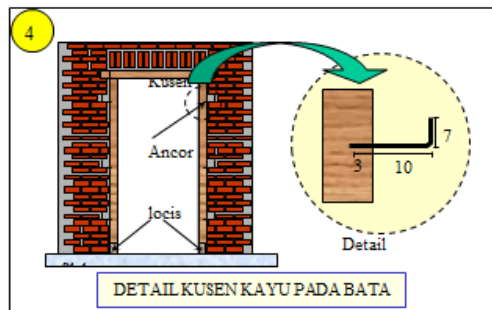 4
Kusen
Ancor
7
3 10
locis
Detail
DETAIL KUSEN KAYU PADA BATA